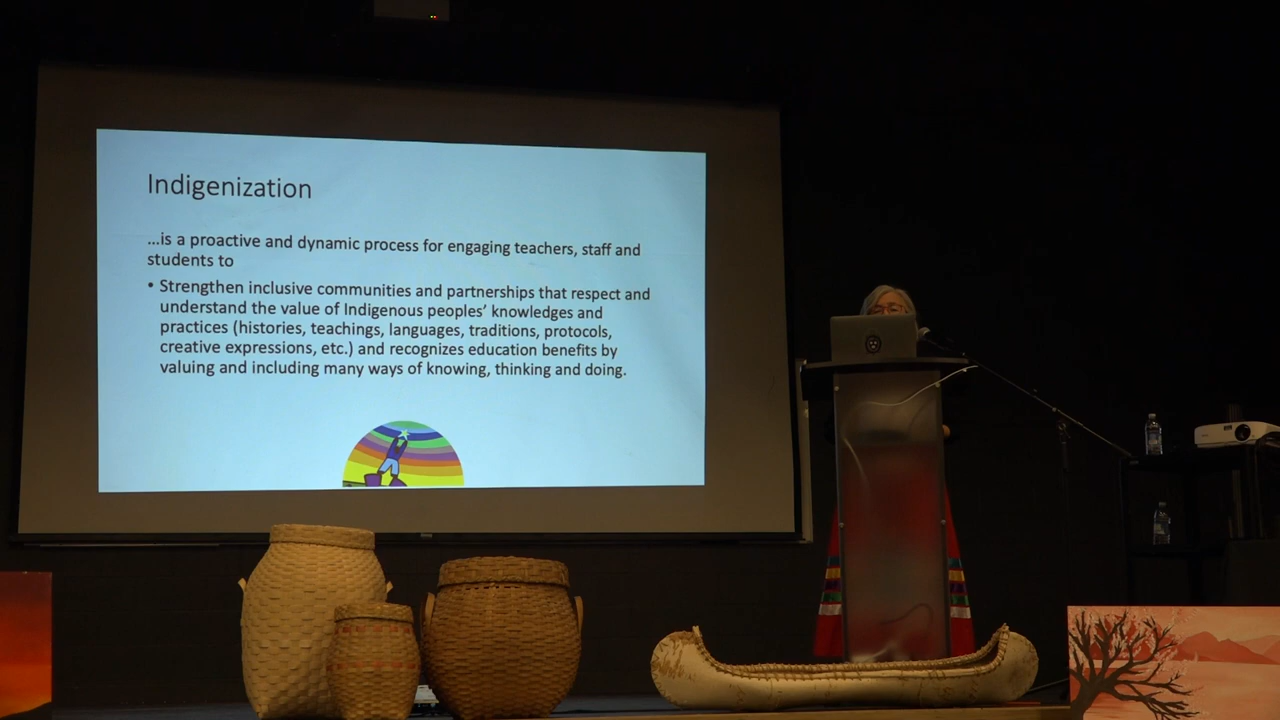 Indigenization
...is a proactive and dynamic process for engaging teachers, staff and
students to
• Strengthen inclusive communities and partnerships that respect and
understand the value of Indigenous peoples' knowledges and
practices (histories, teachings, languages, traditions, protocols,
creative expressions, etc.) and recognizes education benefits by
valuing and including many ways of knowing, thinking and doing.